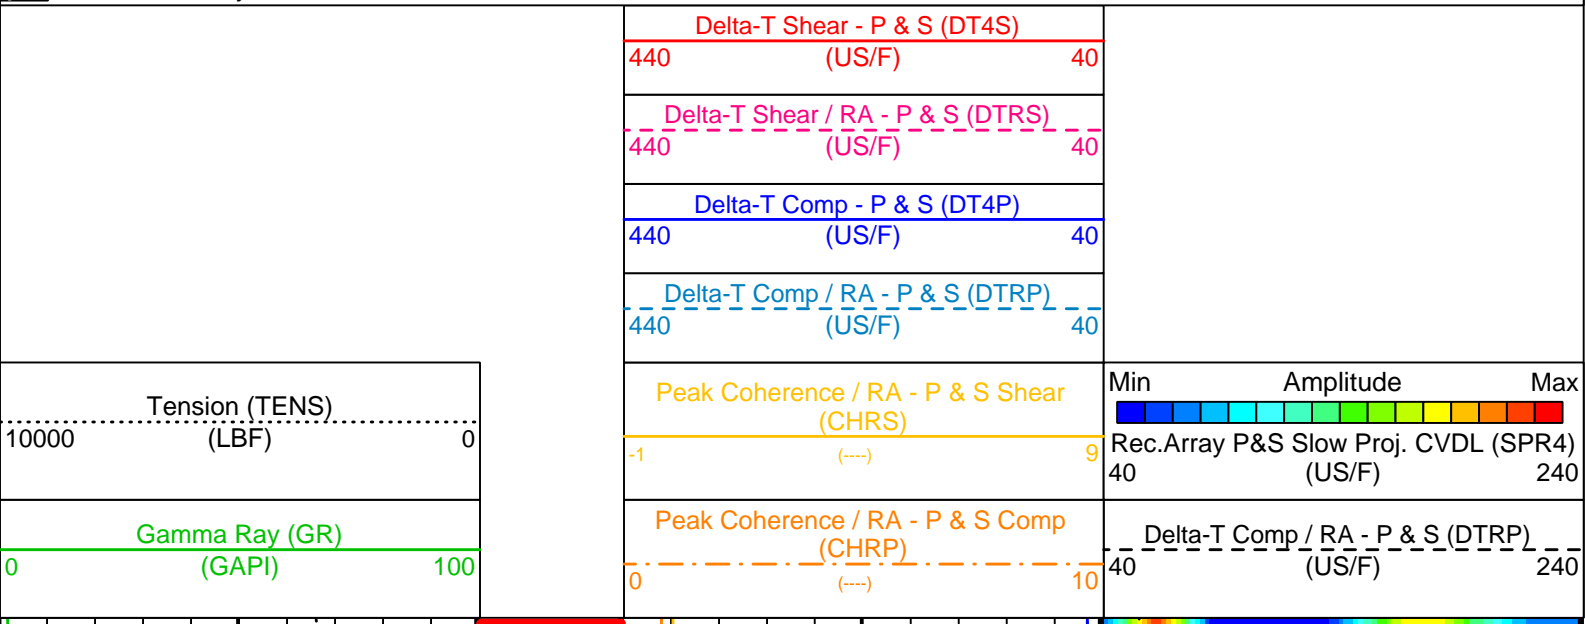 Delta-T Shear - P & S (DT4S)
440 (US/F) 40
Delta-T Shear / RA - P & S (DTRS)
440 (US/F) 40
Delta-T Comp - P & S (DT4P)
440 (US/F) 40
Delta-T Comp / RA - P & S (DTRP)
440 (US/F) 40
Tension (TENS)
10000 (LBF) 0
Peak Coherence / RA - P & S Shear
(CHRS)
-1 (----) 9
Min Amplitude Max
Rec.Array P&S Slow Proj. CVDL (SPR4)
40 (US/F) 240
Gamma Ray (GR)
0 (GAPI) 100
Peak Coherence / RA - P & S Comp
(CHRP)
0 (----) 10
Delta-T Comp / RA - P & S (DTRP)
40 (US/F) 240